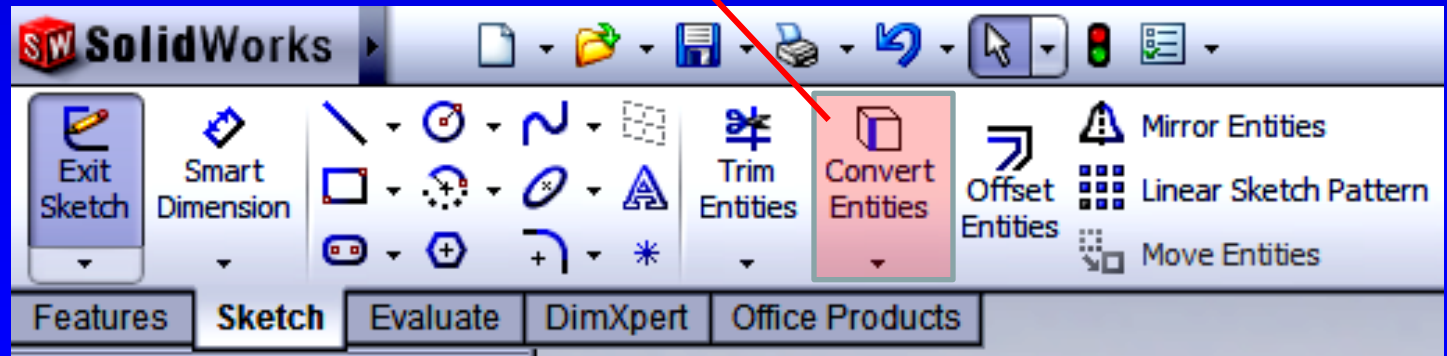 SW SolidWorks
Exit Sketch
Smart Dimension
Trim Entities
Convert Entities
Offset Entities
Mirror Entities
Linear Sketch Pattern
Move Entities
Features Sketch Evaluate DimXpert Office Products